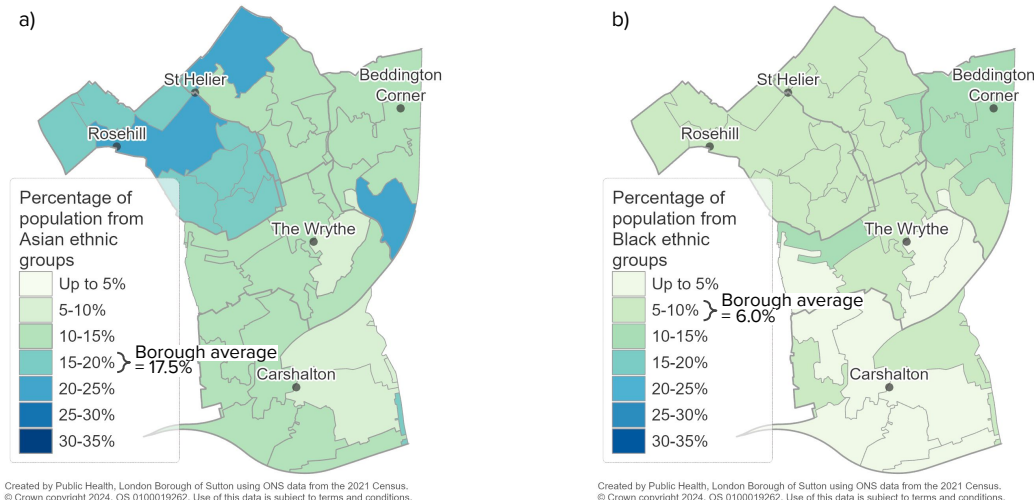 a)
St Helier
Beddington
Corner
Rosehill
The Wrythe
Carshalton
Percentage of
population from
Asian ethnic
groups
Up to 5%
5-10%
10-15%
15-20%
20-25%
25-30%
30-35%
Borough average
= 17.5%
Created by Public Health, London Borough of Sutton using ONS data from the 2021 Census.
© Crown copyright 2024, OS 0100019262. Use of this data is subject to terms and conditions.
b)
St Helier
Beddington
Corner
Rosehill
The Wrythe
Carshalton
Percentage of
population from
Black ethnic
groups
Up to 5%
5-10%
10-15%
15-20%
20-25%
25-30%
30-35%
Borough average
= 6.0%
Created by Public Health, London Borough of Sutton using ONS data from the 2021 Census.
© Crown copyright 2024, OS 0100019262. Use of this data is subject to terms and conditions.